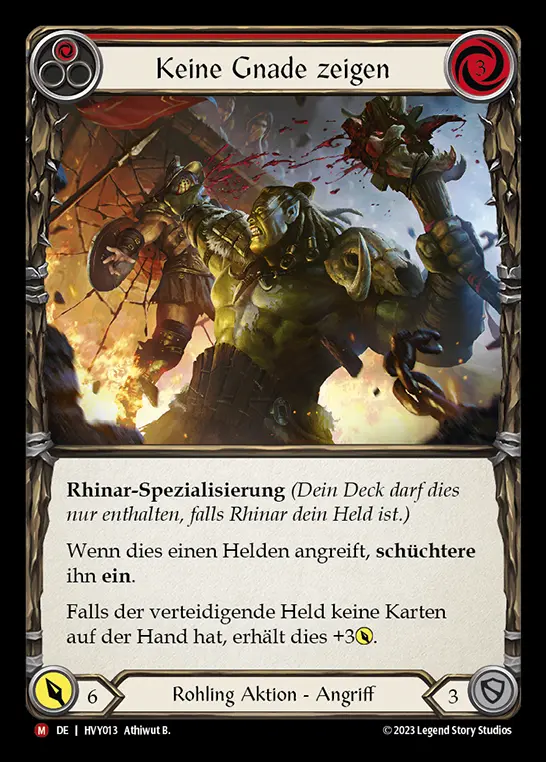 Keine Gnade zeigen
3
Rhinar-Spezialisierung (Dein Deck darf dies
nur enthalten, falls Rhinar dein Held ist.)
Wenn dies einen Helden angreift, schüchtere
ihn ein.
Falls der verteidigende Held keine Karten
auf der Hand hat, erhält dies +3.
6
Rohling Aktion - Angriff
3
M DE | HVY013 Athiwut B.
© 2023 Legend Story Studios